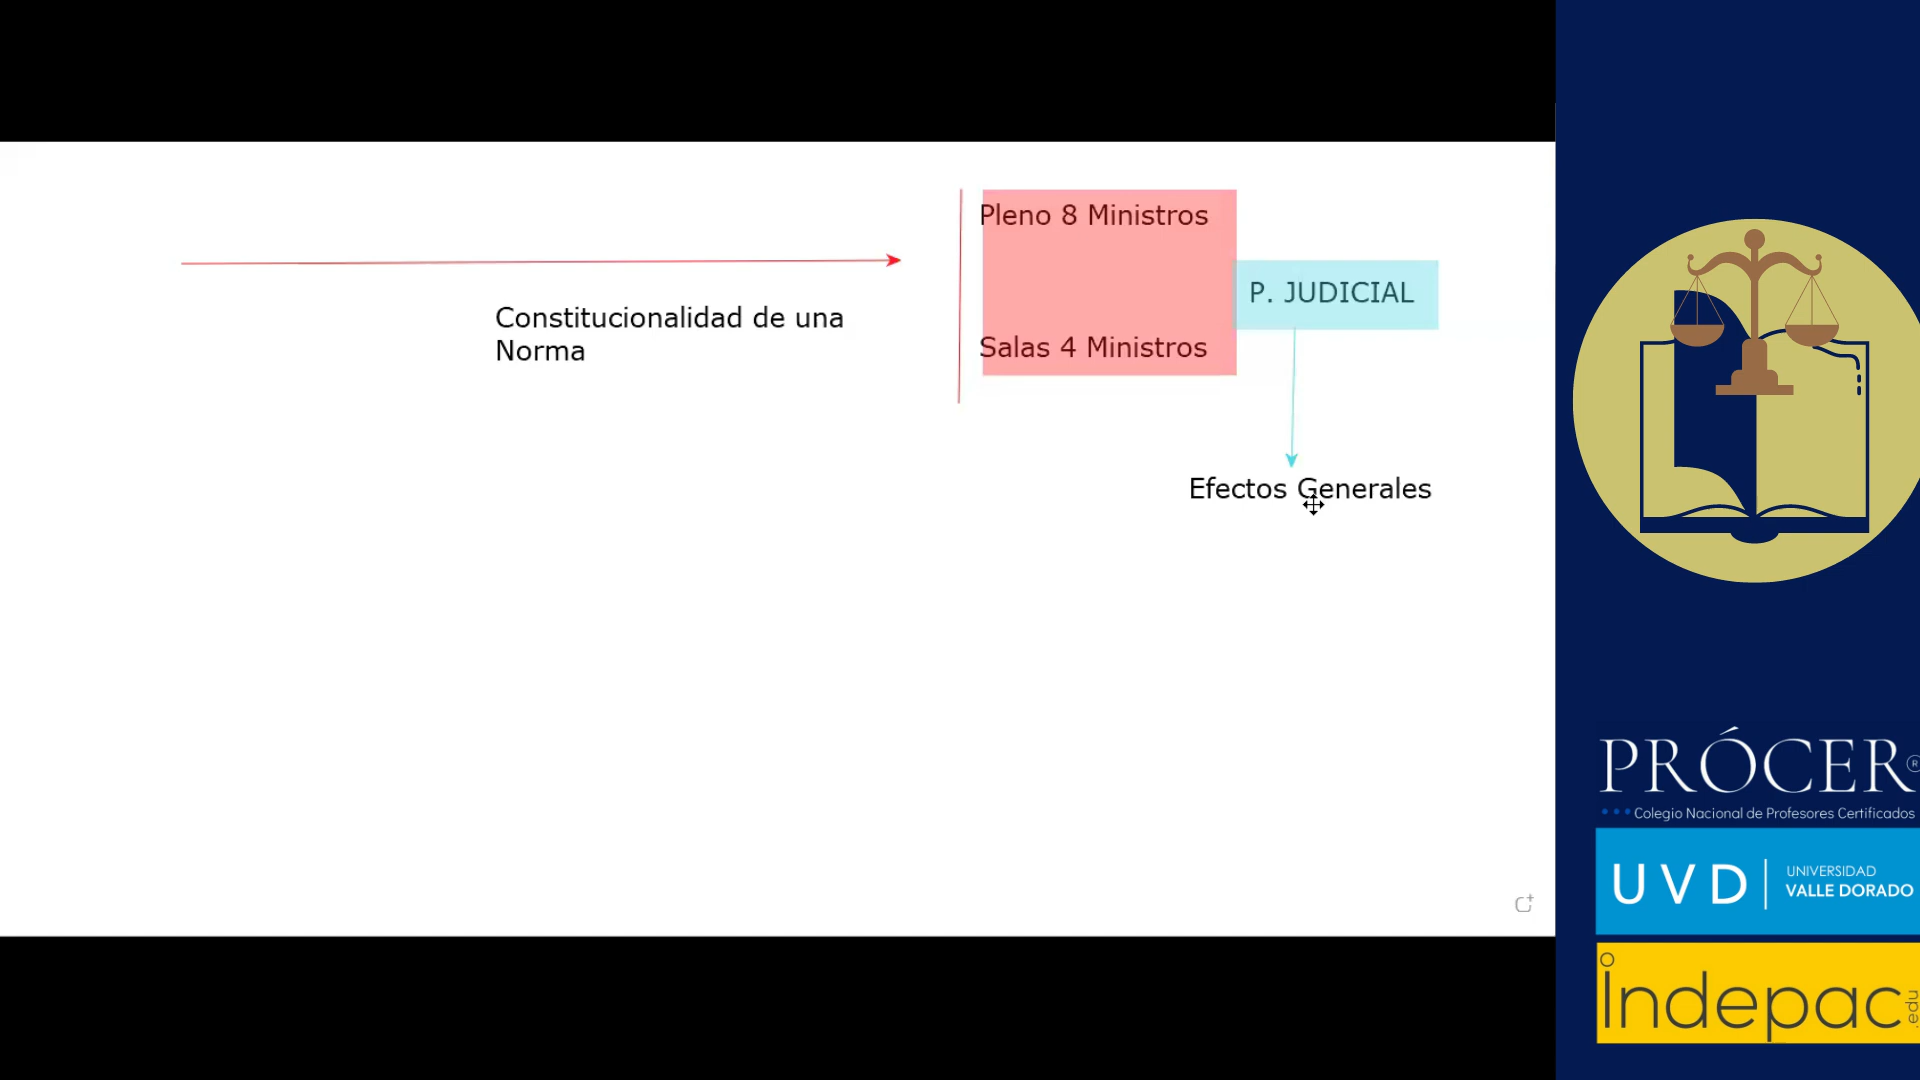 Pleno 8 Ministros
P. JUDICIAL
Constitucionalidad de una
Norma
Salas 4 Ministros
Efectos Generales
PRÓCER®
Colegio Nacional de Profesores Certificados
UVD
UNIVERSIDAD
VALLE DORADO
Indepac
.edu